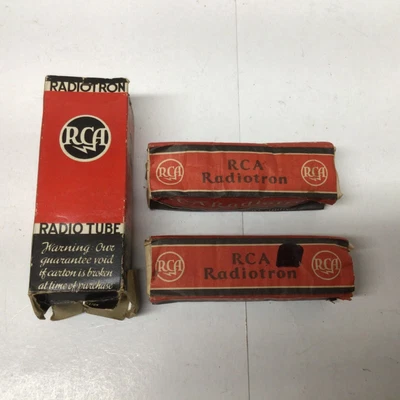 RADIOTRON
RCA
RADIO TUBE
Warning: Our
guarantee void
if carton is broken
at time of purchase
RCA
RCA
Radiotron
RCA
RCA
RCA
Radiotron
RCA